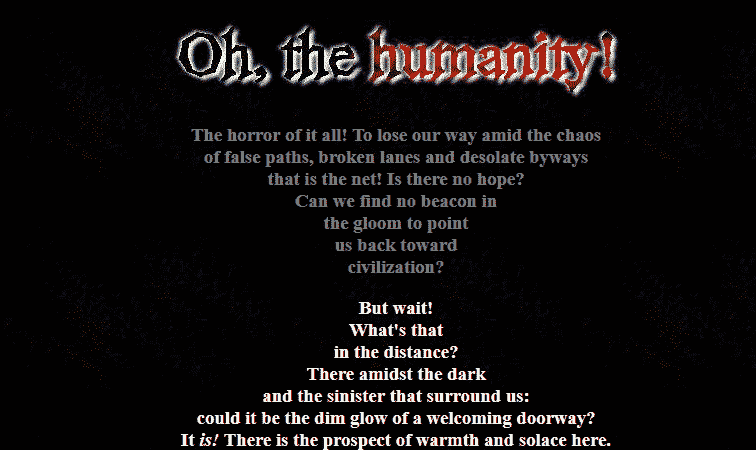 Oh, the humanity!
The horror of it all! To lose our way amid the chaos
of false paths, broken lanes and desolate byways
that is the net! Is there no hope?
Can we find no beacon in
the gloom to point
us back toward
civilization?
But wait!
What's that
in the distance?
There amidst the dark
and the sinister that surround us:
could it be the dim glow of a welcoming doorway?
It is! There is the prospect of warmth and solace here.